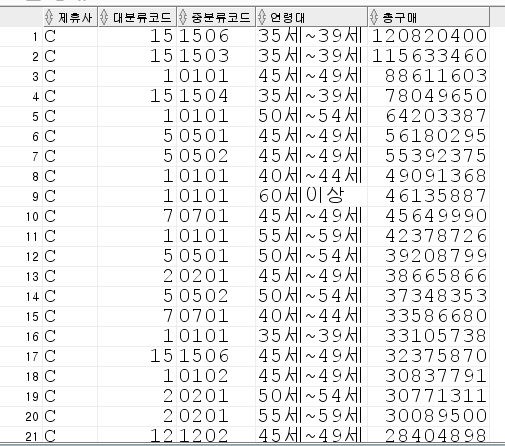 제휴사 대분류코드 중분류코드 연령대 총구매
1 C 15 1506 35세~39세 120820400
2 C 15 1503 35세~39세 115633460
3 C 1 0101 45세~49세 88611603
4 C 15 1504 35세~39세 78049650
5 C 1 0101 50세~54세 64203387
6 C 5 0501 45세~49세 56180295
7 C 5 0502 45세~49세 55392375
8 C 1 0101 40세~44세 49091368
9 C 1 0101 60세이상 46135887
10 C 7 0701 45세~49세 45649990
11 C 1 0101 55세~59세 42378726
12 C 5 0501 50세~54세 39208799
13 C 2 0201 45세~49세 38665866
14 C 5 0502 50세~54세 37348353
15 C 7 0701 40세~44세 33586680
16 C 1 0101 35세~39세 33105738
17 C 15 1506 45세~49세 32375870
18 C 1 0102 45세~49세 30837791
19 C 2 0201 50세~54세 30771311
20 C 2 0201 55세~59세 30089500
21 C 12 1202 45세~49세 28404898